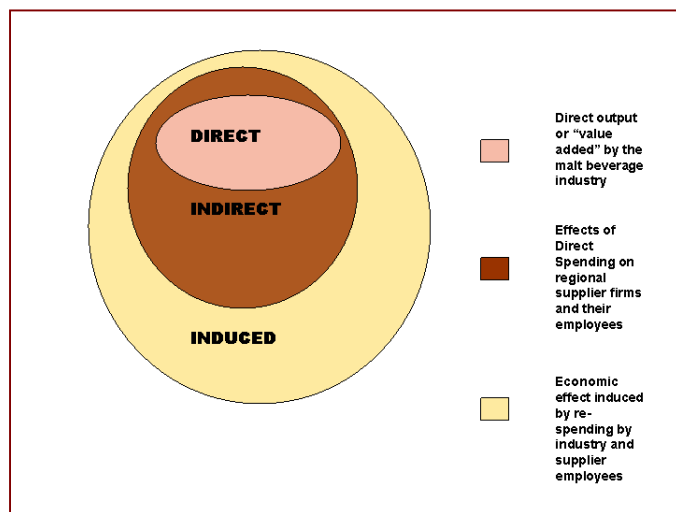 DIRECT
INDIRECT
INDUCED
Direct output
or “value
added” by the
malt beverage
industry
Effects of
Direct
Spending on
regional
supplier firms
and their
employees
Economic
effect induced
by re-
spending by
industry and
supplier
employees